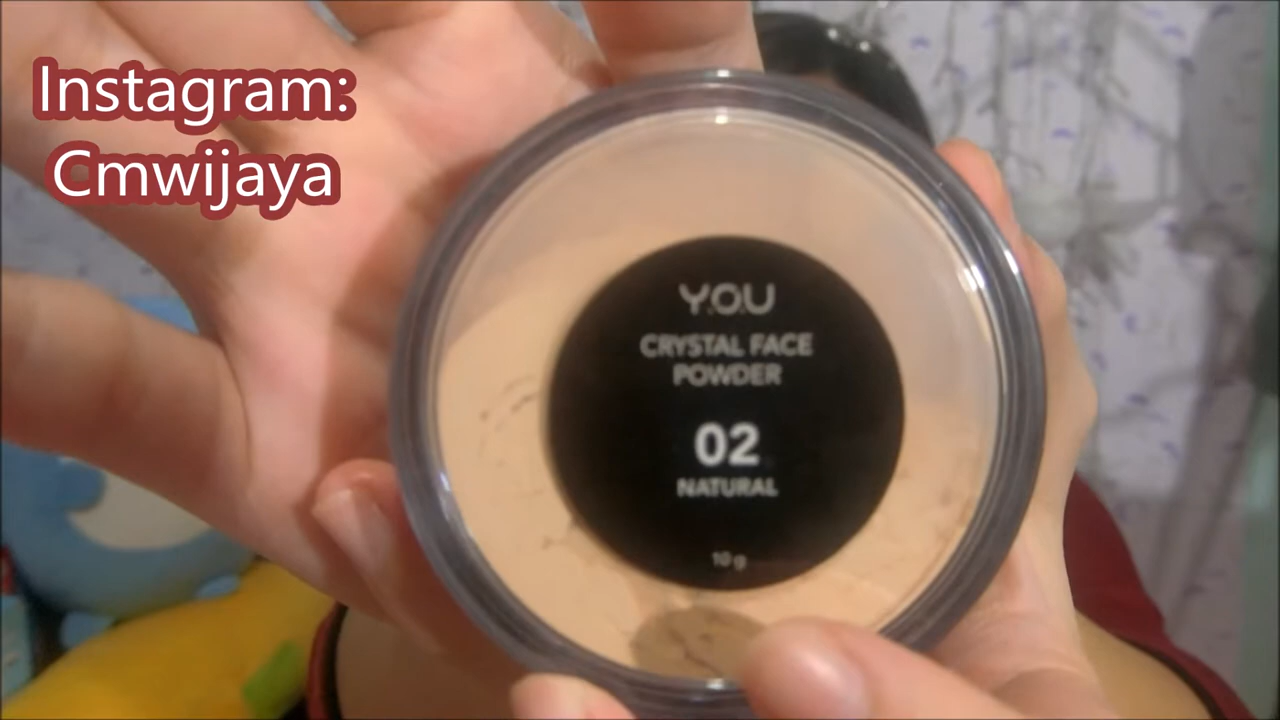 Instagram:
Cmwijaya
Y.O.U
CRYSTAL FACE
POWDER
02
NATURAL
10 g